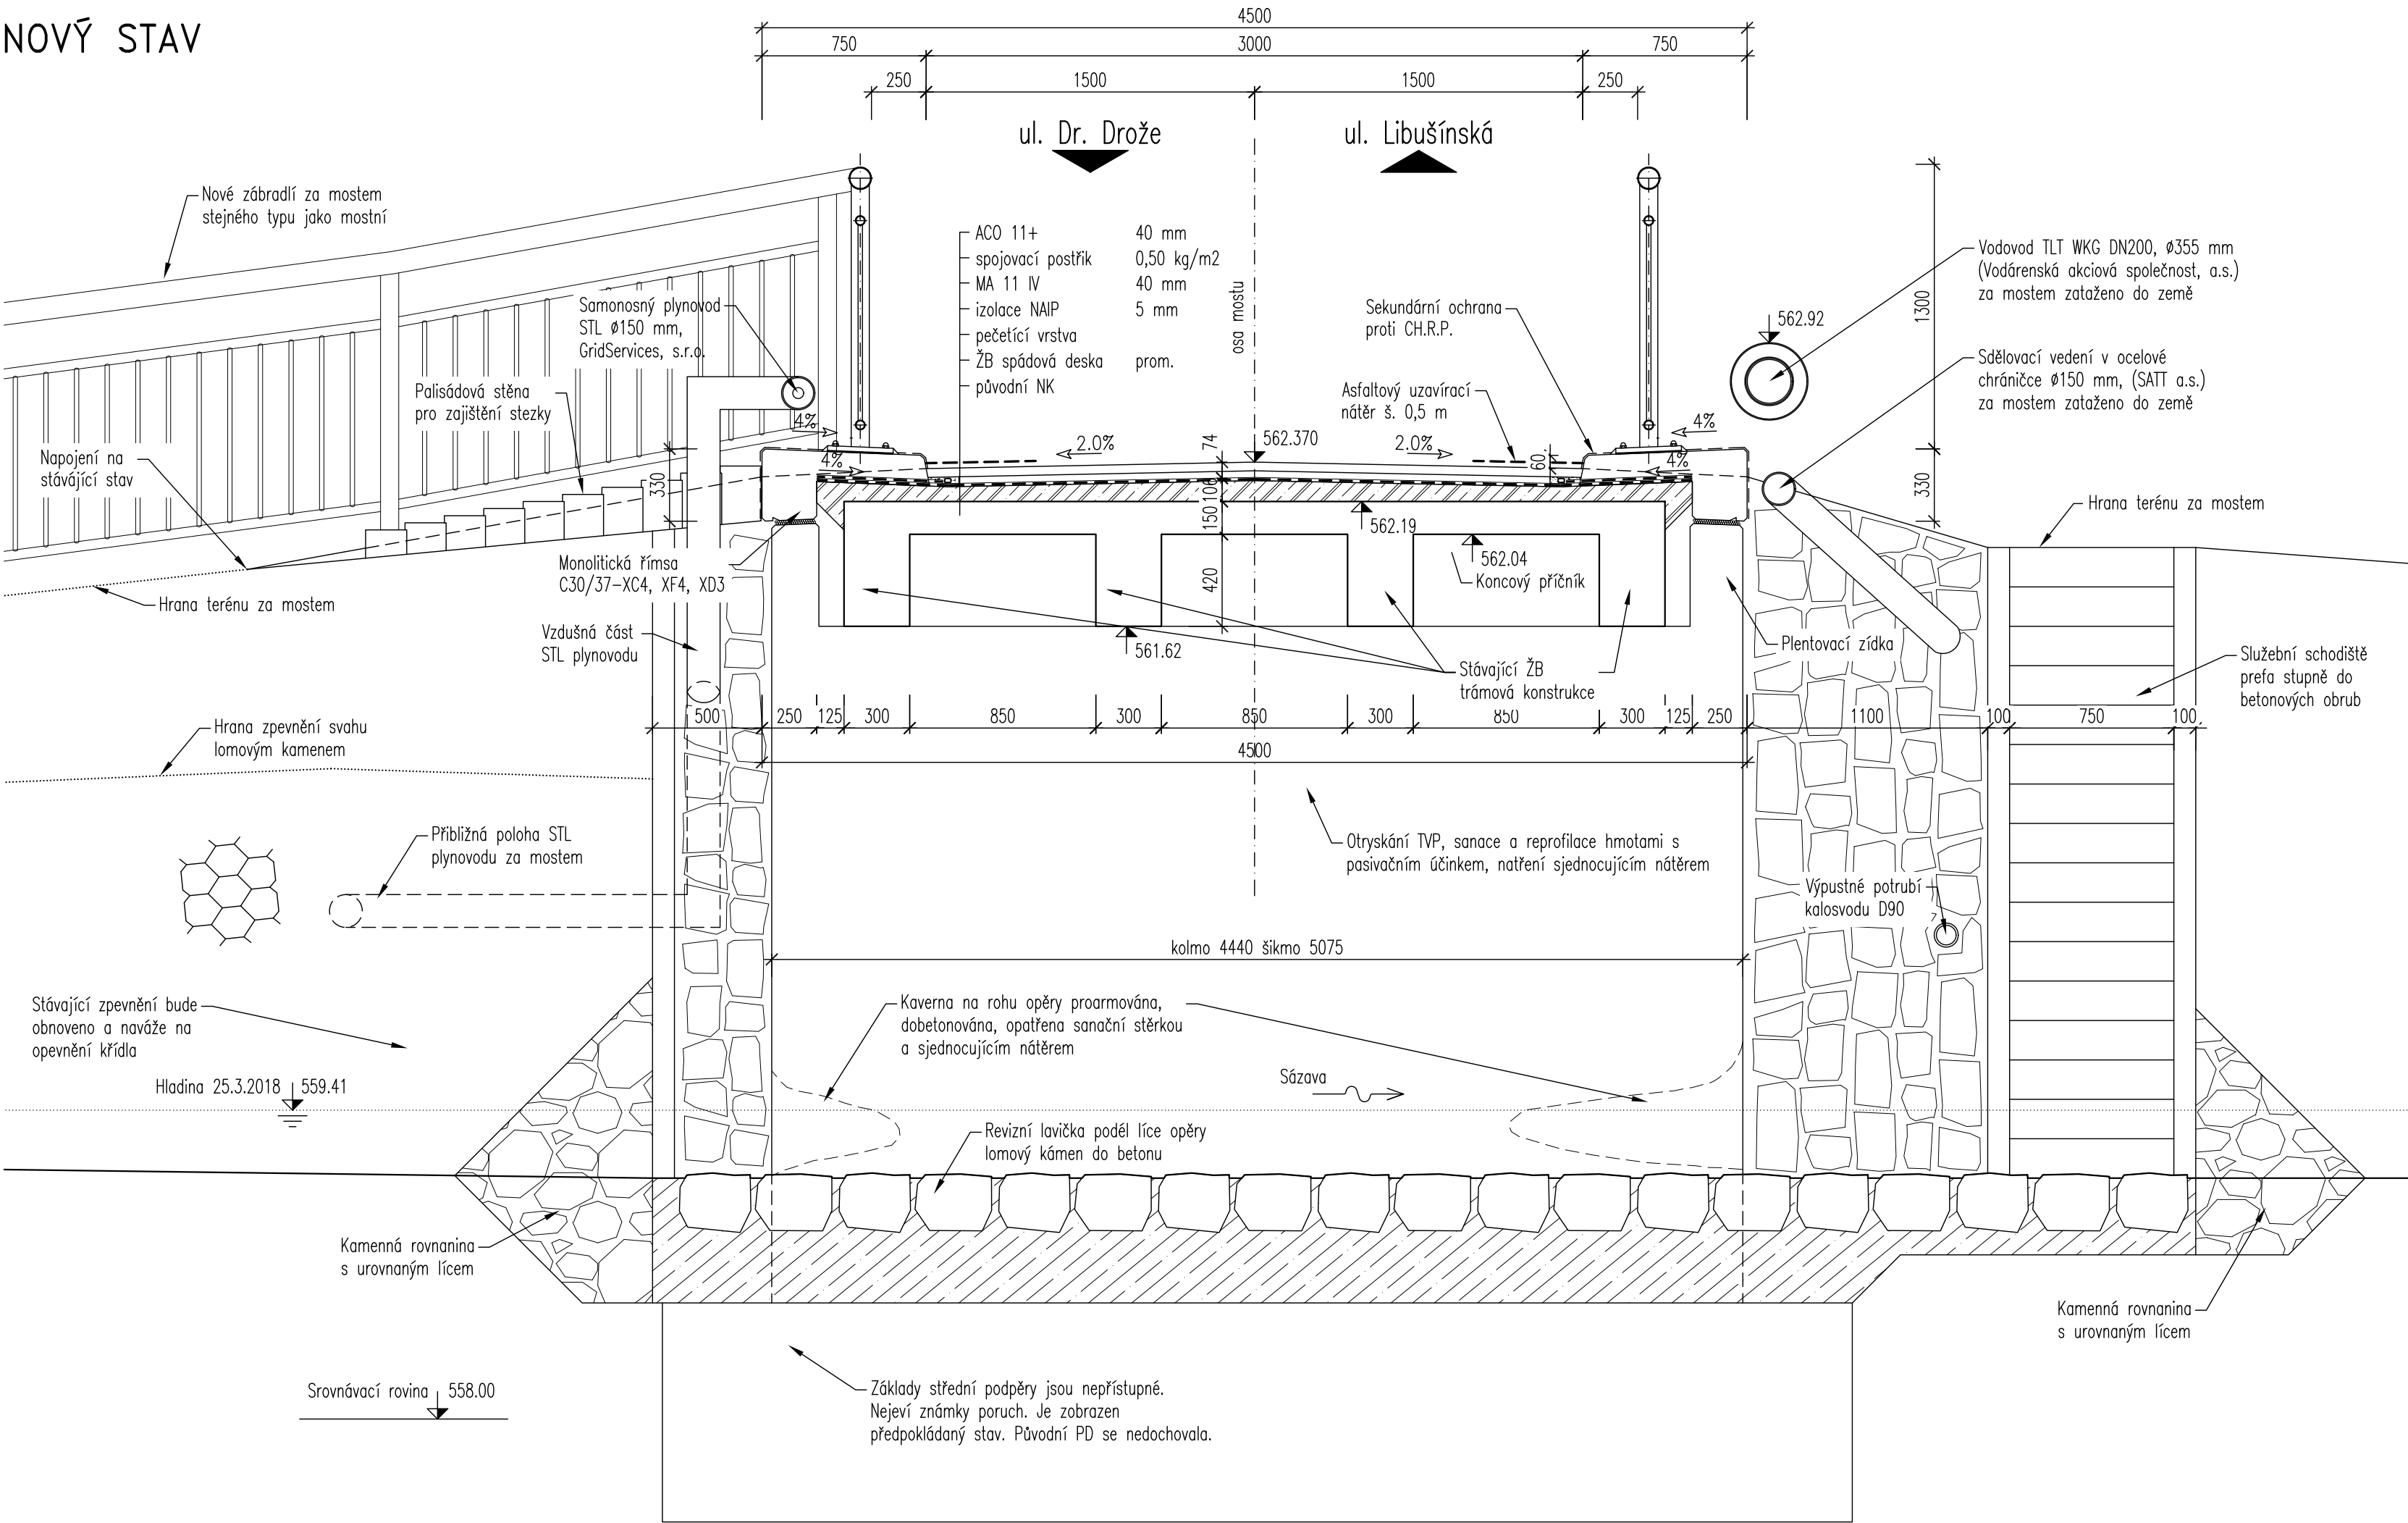 NOVÝ STAV
4500
750
3000
750
250
1500
1500
250
ul. Dr. Drože
ul. Libušínská
Nové zábradlí za mostem
stejného typu jako mostní
ACO 11+ 40 mm
spojovací postřik 0,50 kg/m2
MA 11 IV 40 mm
izolace NAIP 5 mm
pečetící vrstva
ŽB spádová deska prom.
původní NK
osa mostu
Samonosný plynovod
STL ø150 mm,
GridServices, s.r.o.
Sekundární ochrana
proti CH.R.P.
Vodovod TLT WKG DN200, ø355 mm
(Vodárenská akciová společnost, a.s.)
za mostem zataženo do země
1300
562.92
Sdělovací vedení v ocelové
chráničce ø150 mm, (SATT a.s.)
za mostem zataženo do země
Palisádová stěna
pro zajištění stezky
Asfaltový uzavírací
nátěr š. 0,5 m
4%
4%
2.0%
74
562.370
2.0%
60
4%
4%
Napojení na
stávající stav
330
330
106
150
562.19
Hrana terénu za mostem
562.04
Koncový příčník
Monolitická římsa
C30/37-XC4, XF4, XD3
420
Hrana terénu za mostem
Vzdušná část
STL plynovodu
561.62
Plentovací zídka
Stávající ŽB
trámová konstrukce
Služební schodiště
prefa stupně do
betonových obrub
500
250
125
300
850
300
850
300
850
300
125
250
1100
100
750
100
Hrana zpevnění svahu
lomovým kamenem
4500
Přibližná poloha STL
plynovodu za mostem
Otryskání TVP, sanace a reprofilace hmotami s
pasivačním účinkem, natření sjednocujícím nátěrem
Výpustné potrubí
kalosvodu D90
kolmo 4440 šikmo 5075
Stávající zpevnění bude
obnoveno a naváže na
opevnění křídla
Kaverna na rohu opěry proarmována,
dobetonována, opatřena sanační stěrkou
a sjednocujícím nátěrem
Hladina 25.3.2018 559.41
Sázava
Revizní lavička podél líce opěry
lomový kámen do betonu
Kamenná rovnanina
s urovnaným lícem
Kamenná rovnanina
s urovnaným lícem
Srovnávací rovina 558.00
Základy střední podpěry jsou nepřístupné.
Nejeví známky poruch. Je zobrazen
předpokládaný stav. Původní PD se nedochovala.